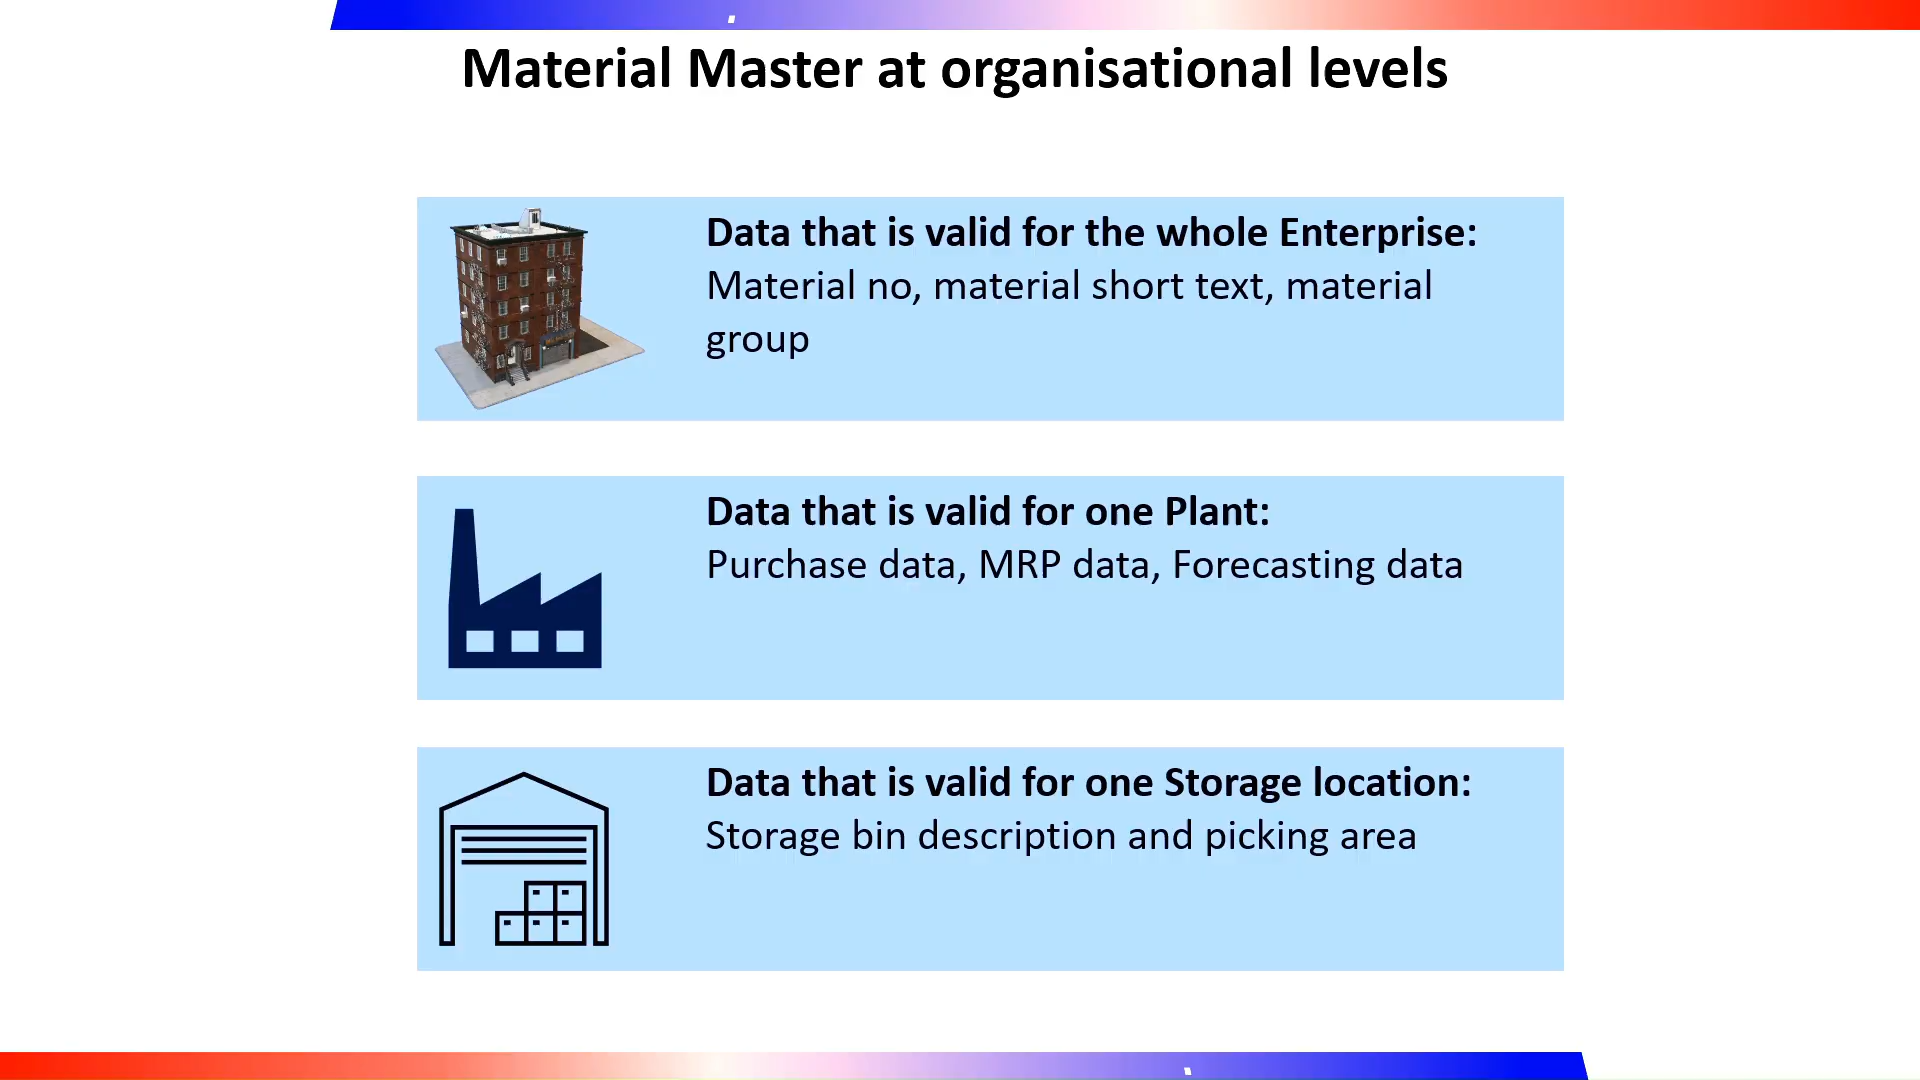 Material Master at organisational levels
Data that is valid for the whole Enterprise:
Material no, material short text, material
group
Data that is valid for one Plant:
Purchase data, MRP data, Forecasting data
Data that is valid for one Storage location:
Storage bin description and picking area